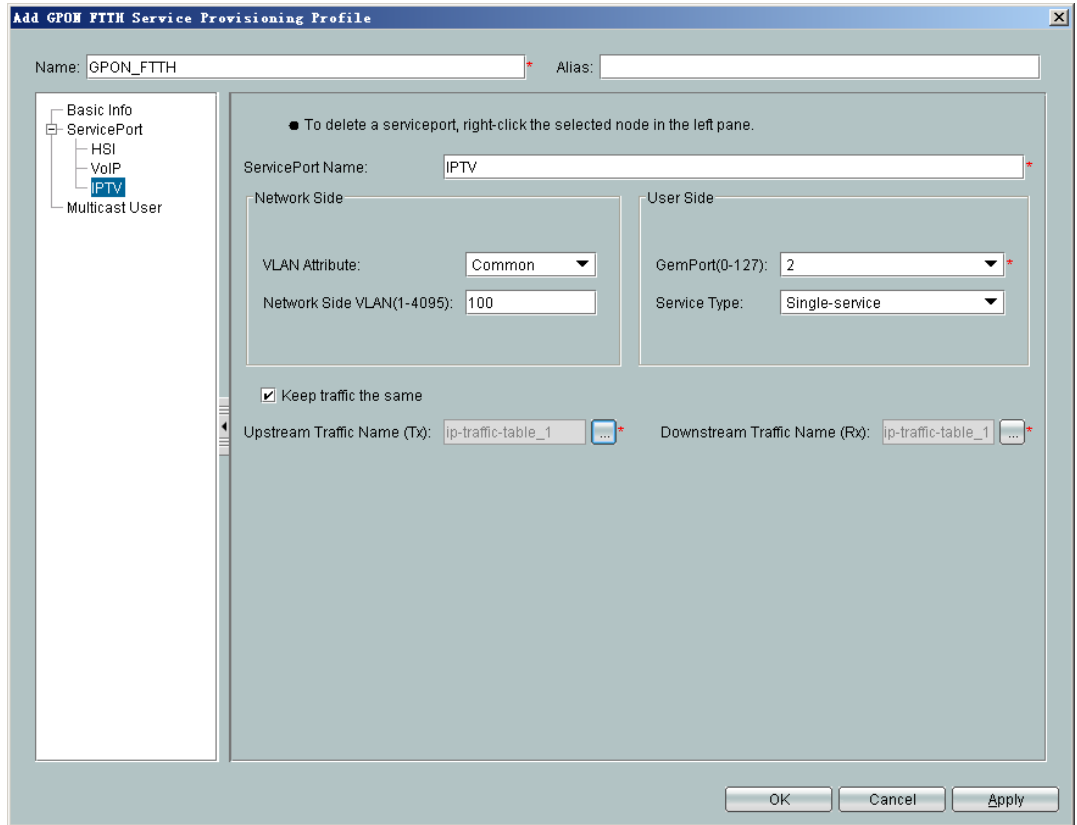 Add GPON FTTH Service Provisioning Profile
Name: GPON_FTTH * Alias:
Basic Info
ServicePort
HSI
VoIP
IPTV
Multicast User
To delete a serviceport, right-click the selected node in the left pane.
ServicePort Name: IPTV *
Network Side
User Side
VLAN Attribute: Common
GemPort(0-127): 2 *
Network Side VLAN(1-4095): 100
Service Type: Single-service
Keep traffic the same
Upstream Traffic Name (Tx): ip-traffic-table_1 ... * Downstream Traffic Name (Rx): ip-traffic-table_1 ... *
OK Cancel Apply